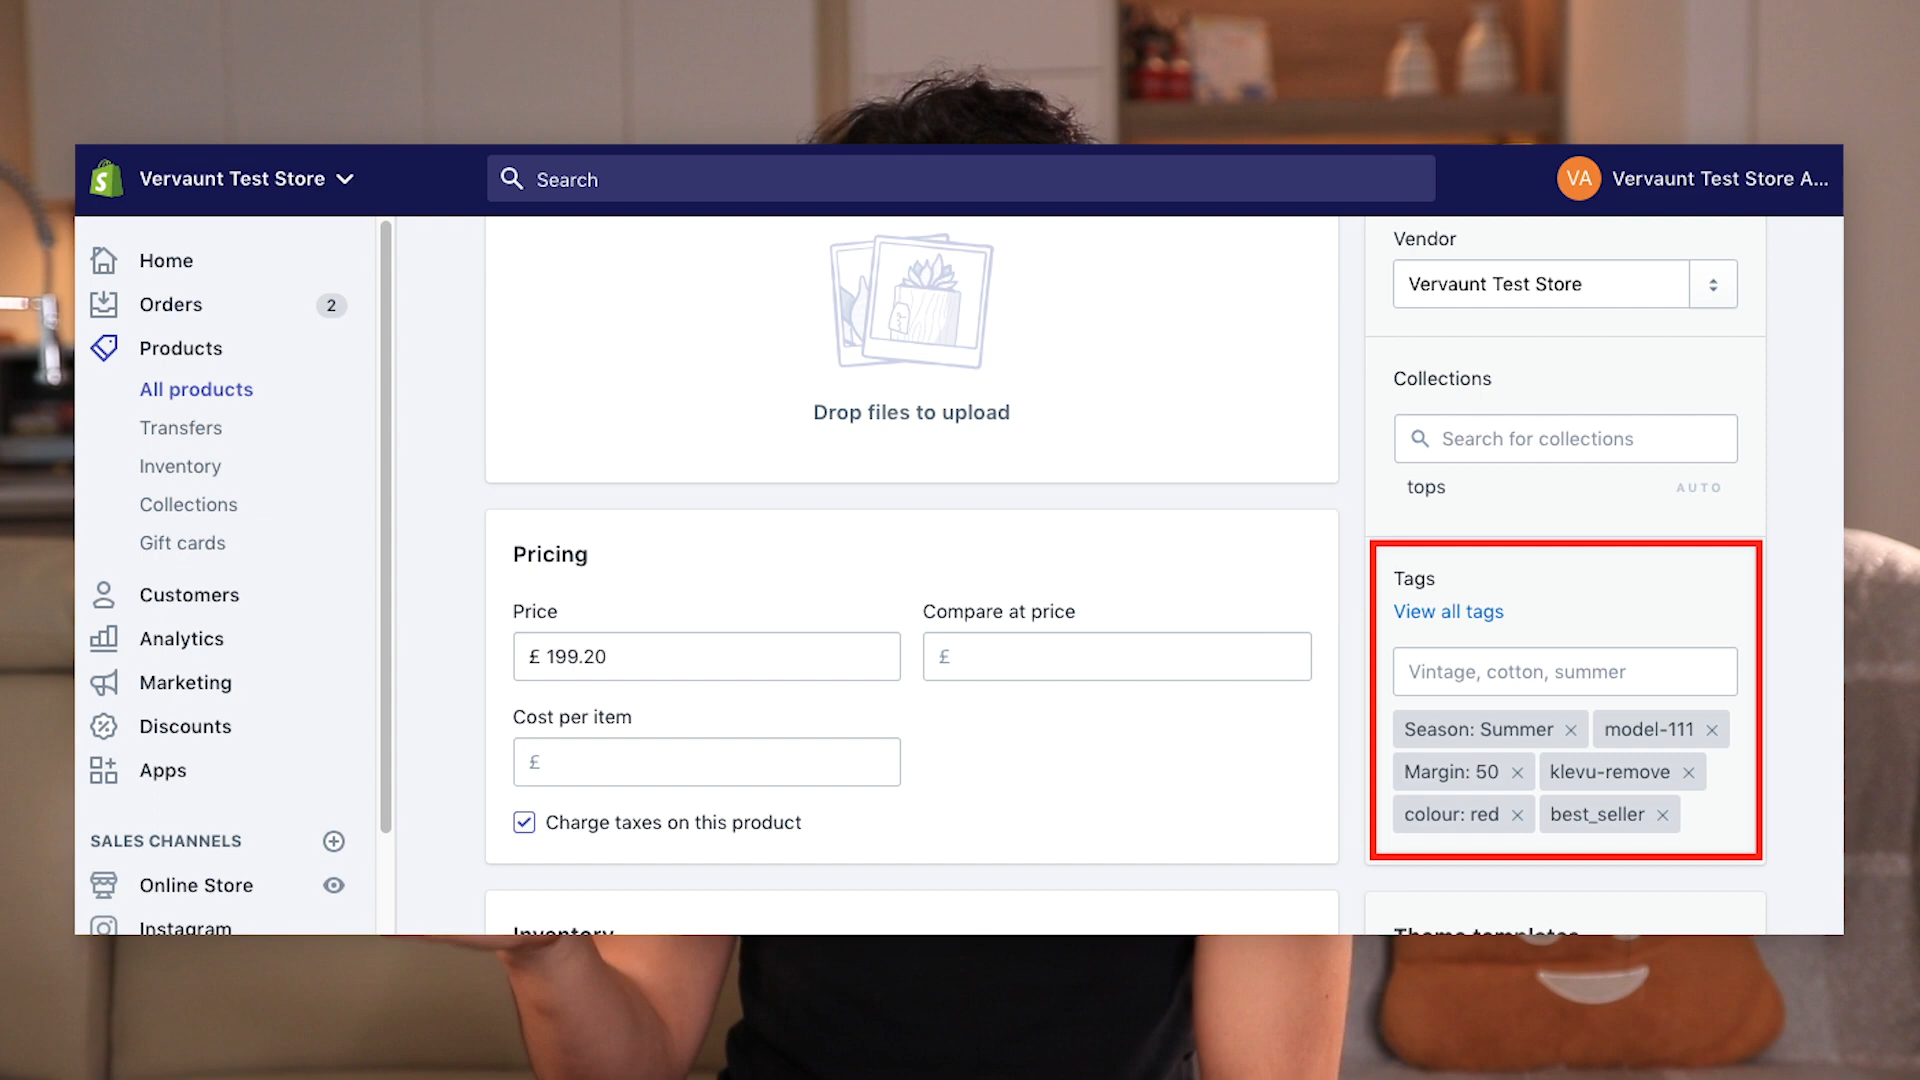 Vervaunt Test Store
Search
VA
Vervaunt Test Store A...
Home
Orders
2
Products
All products
Transfers
Inventory
Collections
Gift cards
Customers
Analytics
Marketing
Discounts
Apps
SALES CHANNELS
Online Store
Instagram
Drop files to upload
Pricing
Price
Compare at price
£ 199.20
£
Cost per item
£
Charge taxes on this product
Inventory
Vendor
Vervaunt Test Store
Collections
Search for collections
tops
AUTO
Tags
View all tags
Vintage, cotton, summer
Season: Summer
model-111
Margin: 50
klevu-remove
colour: red
best_seller
Theme templates